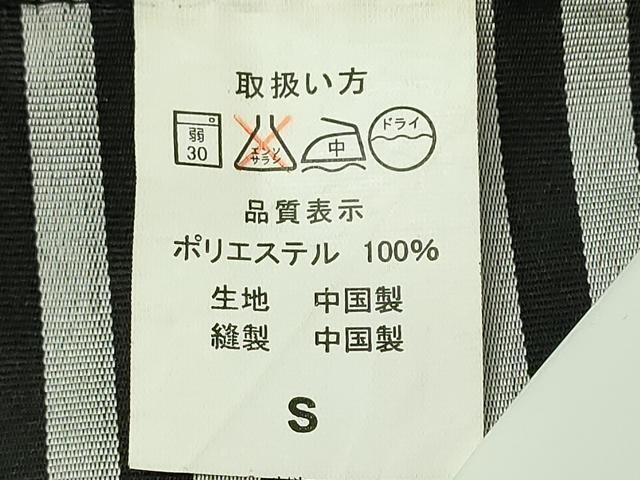 取扱い方
弱 30
エンソ サラシ
中
ドライ
品質表示
ポリエステル 100%
生地 中国製
縫製 中国製
S